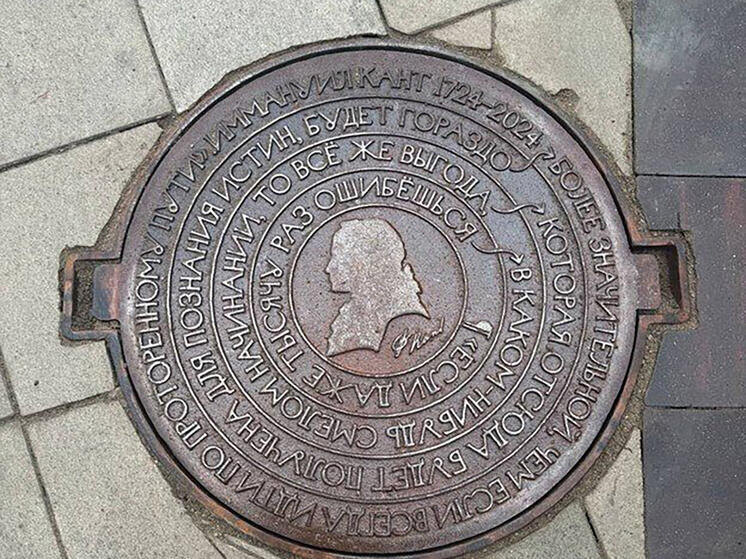 «ЕСЛИ ДАЖЕ ТЫСЯЧУ РАЗ ОШИБЁШЬСЯ
В КАКОМ-НИБУДЬ СМЕЛОМ НАЧИНАНИИ, ТО ВСЁ ЖЕ ВЫГОДА,
КОТОРАЯ ОТСЮДА БУДЕТ ПОЛУЧЕНА ДЛЯ ПОЗНАНИЯ ИСТИН, БУДЕТ ГОРАЗДО
БОЛЕЕ ЗНАЧИТЕЛЬНОЙ, ЧЕМ ЕСЛИ ВСЕГДА ИДТИ ПО ПРОТОРЕННОМУ ПУТИ» ИММАНУИЛ КАНТ 1724-2024